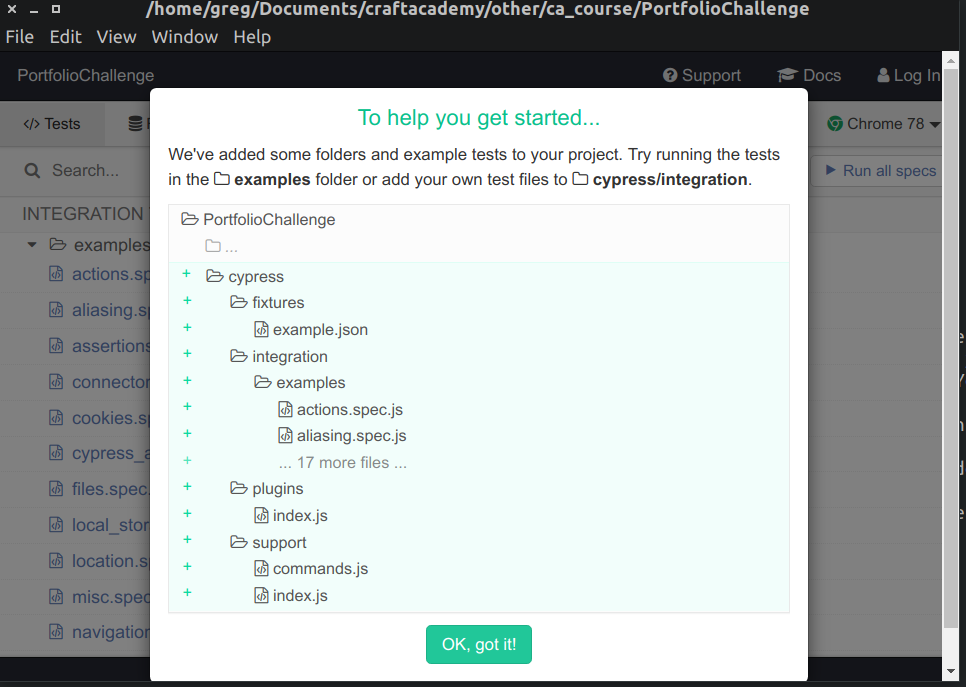 /home/greg/Documents/craftacademy/other/ca_course/PortfolioChallenge
File Edit View Window Help
PortfolioChallenge Support Docs Log In
Tests Chrome 78
Search... Run all specs
INTEGRATION
examples
actions.sp
aliasing.s
assertions
connector
cookies.sp
cypress_a
files.spec.
local_stor
location.s
misc.spec
navigation
To help you get started...
We've added some folders and example tests to your project. Try running the tests
in the examples folder or add your own test files to cypress/integration.
PortfolioChallenge
...
+ cypress
+ fixtures
+ example.json
+ integration
+ examples
+ actions.spec.js
+ aliasing.spec.js
+ ... 17 more files ...
+ plugins
+ index.js
+ support
+ commands.js
+ index.js
OK, got it!